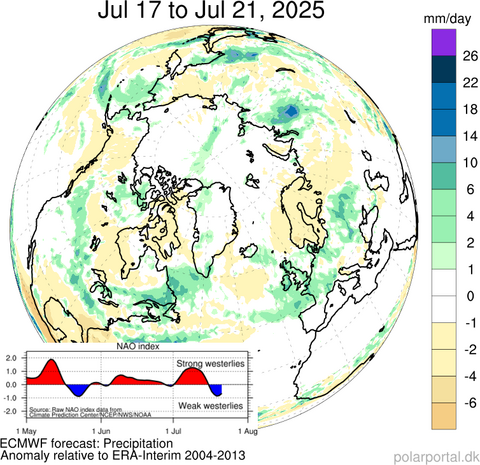 Jul 17 to Jul 21, 2025
mm/day
26
22
18
14
10
6
4
2
1
0
-1
-2
-4
-6
NAO index
2.0
1.0
0.0
-1.0
-2.0
Strong westerlies
Weak westerlies
Source: Raw NAO index data from
Climate Prediction Center/NCEP/NWS/NOAA
1 May
1 Jun
1 Jul
1 Aug
ECMWF forecast: Precipitation
Anomaly relative to ERA-Interim 2004-2013
polarportal.dk